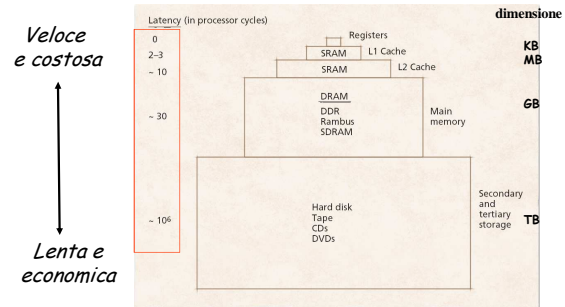 dimensione
Latency (in processor cycles)
Veloce
e costosa
0
Registers
2–3
SRAM
L1 Cache
KB
~ 10
SRAM
L2 Cache
MB
DRAM
GB
~ 30
DDR
Rambus
SDRAM
Main
memory
Hard disk
Tape
CDs
DVDs
Secondary
and
tertiary
storage
~ 10⁶
TB
Lenta e
economica